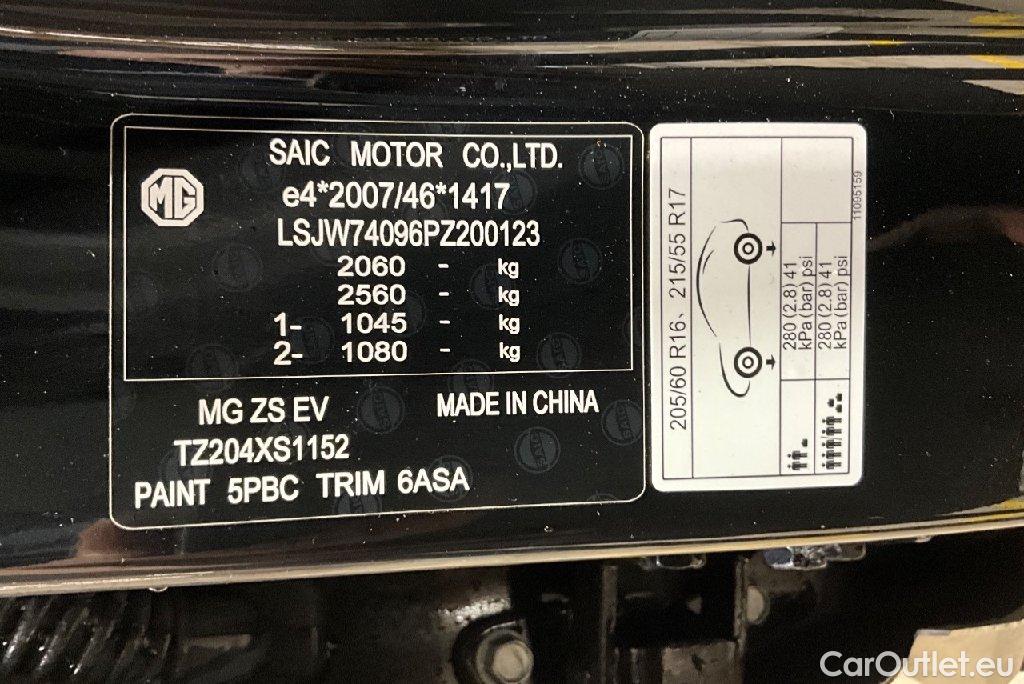 MG
SAIC MOTOR CO.,LTD.
e4*2007/46*1417
LSJW74096PZ200123
2060 - kg
2560 - kg
1- 1045 - kg
2- 1080 - kg
MG ZS EV
MADE IN CHINA
TZ204XS1152
PAINT 5PBC TRIM 6ASA
205/60 R16、215/55 R17
280 (2.8) 41
kPa (bar) psi
280 (2.8) 41
kPa (bar) psi
11095159
CarOutlet.eu